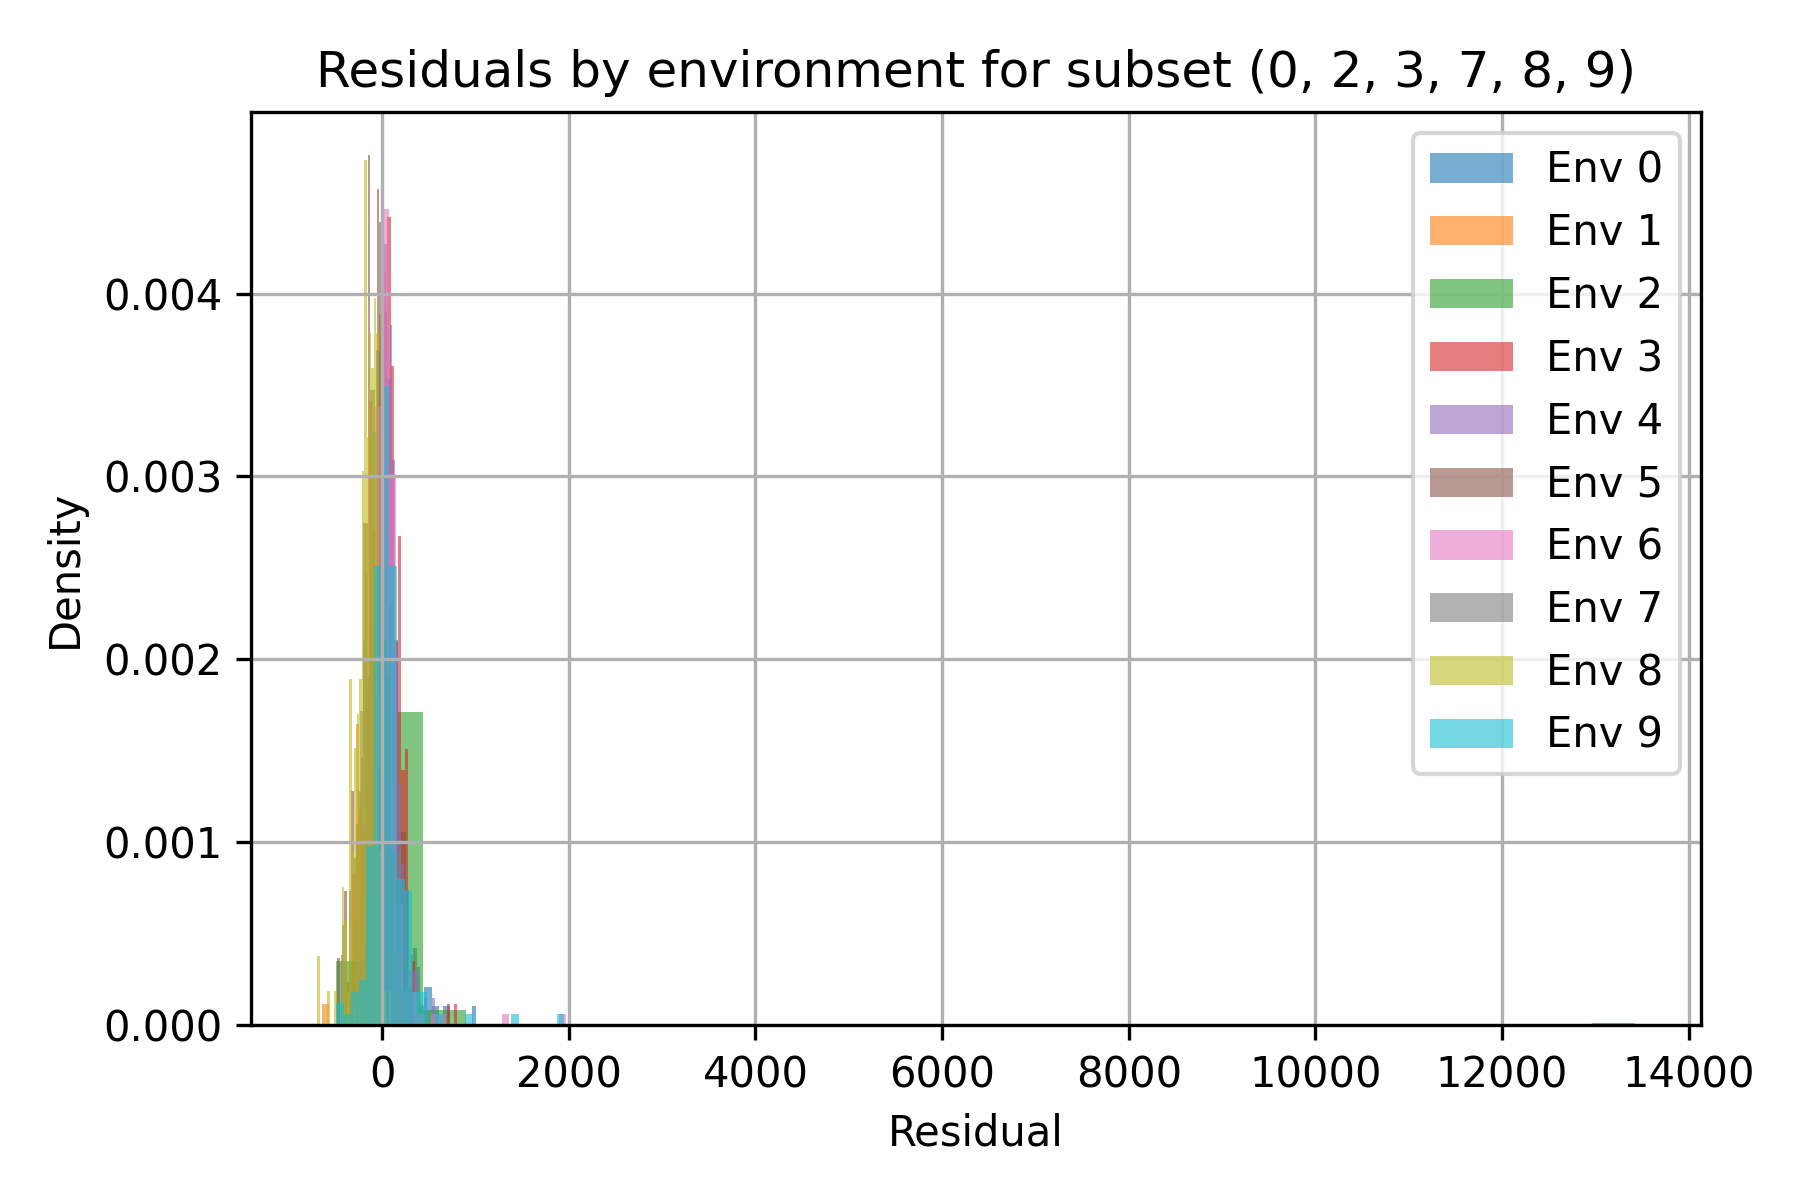 Residuals by environment for subset (0, 2, 3, 7, 8, 9)
Density
0.004
0.003
0.002
0.001
0.000
0
2000
4000
6000
8000
10000
12000
14000
Residual
Env 0
Env 1
Env 2
Env 3
Env 4
Env 5
Env 6
Env 7
Env 8
Env 9